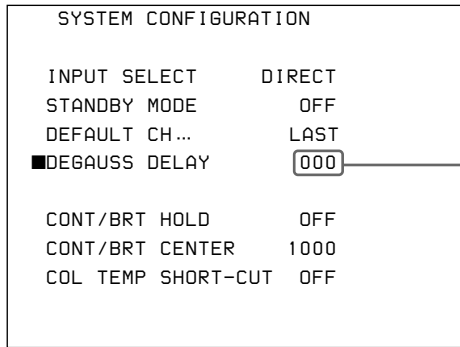 SYSTEM CONFIGURATION
INPUT SELECT DIRECT
STANDBY MODE OFF
DEFAULT CH... LAST
■DEGAUSS DELAY 000
CONT/BRT HOLD OFF
CONT/BRT CENTER 1000
COL TEMP SHORT-CUT OFF